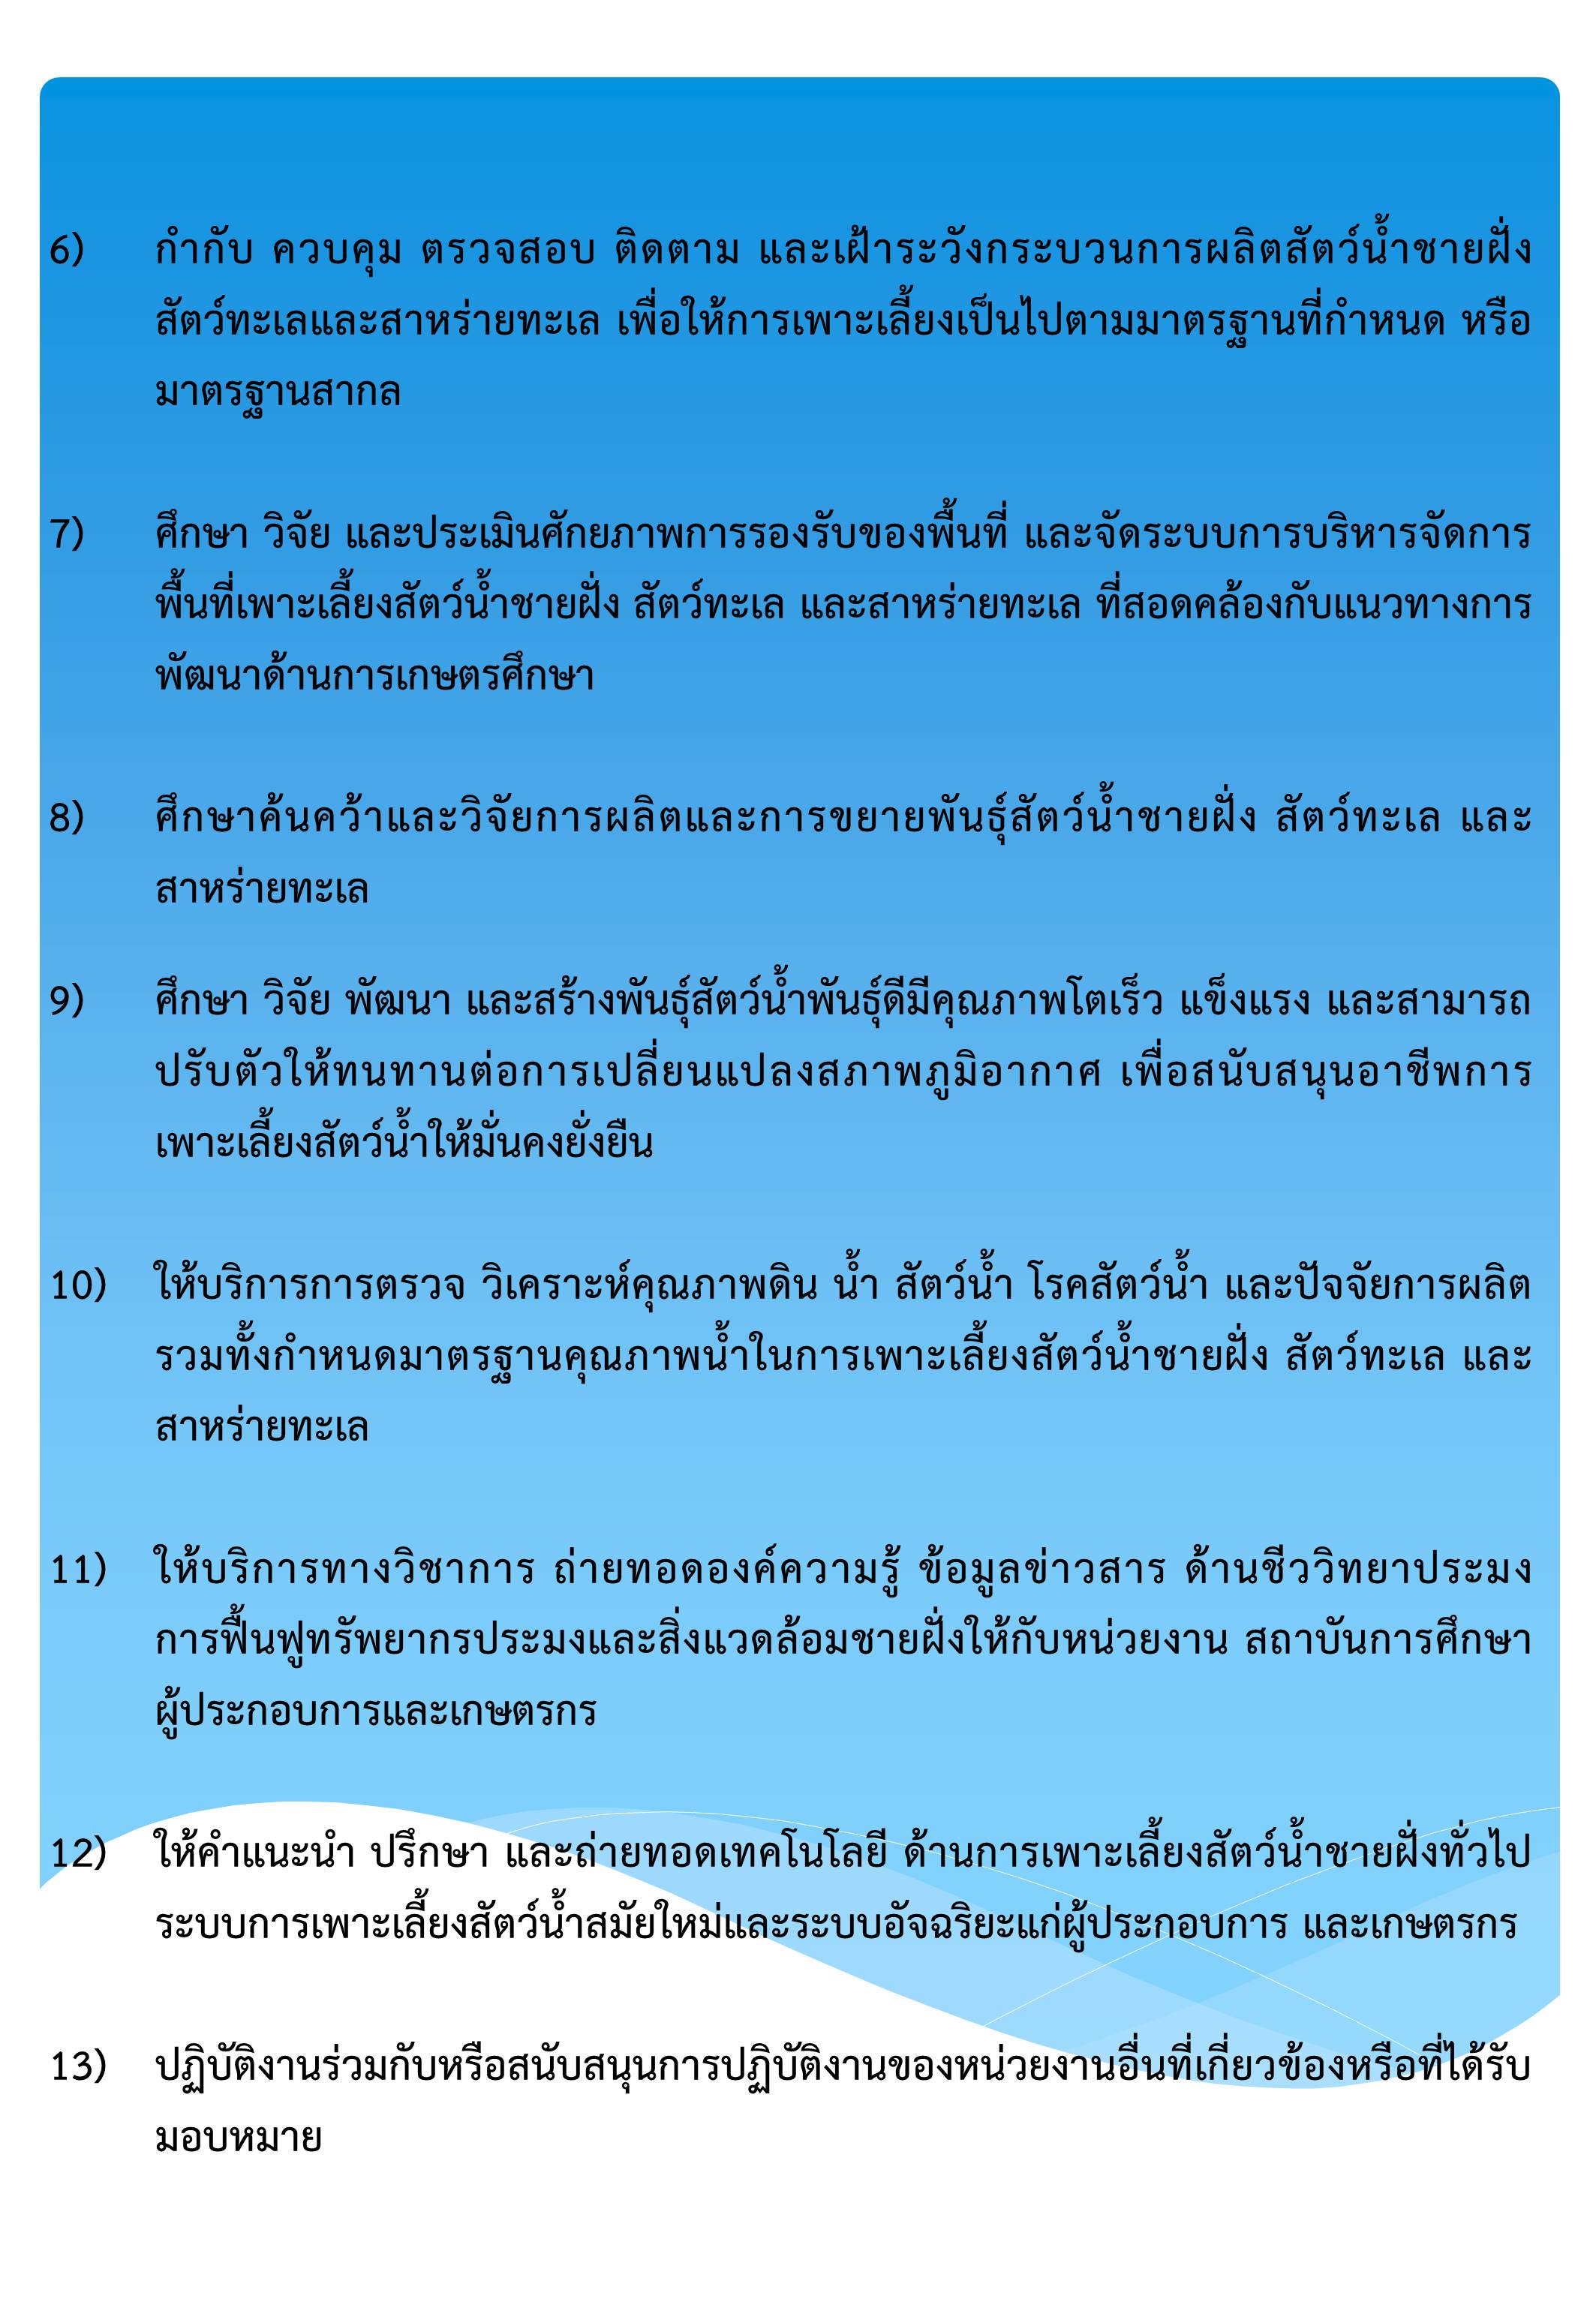 6) กำกับ ควบคุม ตรวจสอบ ติดตาม และเฝ้าระวังกระบวนการผลิตสัตว์น้ำชายฝั่ง
สัตว์ทะเลและสาหร่ายทะเล เพื่อให้การเพาะเลี้ยงเป็นไปตามมาตรฐานที่กำหนด หรือ
มาตรฐานสากล
7) ศึกษา วิจัย และประเมินศักยภาพการรองรับของพื้นที่ และจัดระบบการบริหารจัดการ
พื้นที่เพาะเลี้ยงสัตว์น้ำชายฝั่ง สัตว์ทะเล และสาหร่ายทะเล ที่สอดคล้องกับแนวทางการ
พัฒนาด้านการเกษตรศึกษา
8) ศึกษาค้นคว้าและวิจัยการผลิตและการขยายพันธุ์สัตว์น้ำชายฝั่ง สัตว์ทะเล และ
สาหร่ายทะเล
9) ศึกษา วิจัย พัฒนา และสร้างพันธุ์สัตว์น้ำพันธุ์ดีมีคุณภาพโตเร็ว แข็งแรง และสามารถ
ปรับตัวให้ทนทานต่อการเปลี่ยนแปลงสภาพภูมิอากาศ เพื่อสนับสนุนอาชีพการ
เพาะเลี้ยงสัตว์น้ำให้มั่นคงยั่งยืน
10) ให้บริการการตรวจ วิเคราะห์คุณภาพดิน น้ำ สัตว์น้ำ โรคสัตว์น้ำ และปัจจัยการผลิต
รวมทั้งกำหนดมาตรฐานคุณภาพน้ำในการเพาะเลี้ยงสัตว์น้ำชายฝั่ง สัตว์ทะเล และ
สาหร่ายทะเล
11) ให้บริการทางวิชาการ ถ่ายทอดองค์ความรู้ ข้อมูลข่าวสาร ด้านชีววิทยาประมง
การฟื้นฟูทรัพยากรประมงและสิ่งแวดล้อมชายฝั่งให้กับหน่วยงาน สถาบันการศึกษา
ผู้ประกอบการและเกษตรกร
12) ให้คำแนะนำ ปรึกษา และถ่ายทอดเทคโนโลยี ด้านการเพาะเลี้ยงสัตว์น้ำชายฝั่งทั่วไป
ระบบการเพาะเลี้ยงสัตว์น้ำสมัยใหม่และระบบอัจฉริยะแก่ผู้ประกอบการ และเกษตรกร
13) ปฏิบัติงานร่วมกับหรือสนับสนุนการปฏิบัติงานของหน่วยงานอื่นที่เกี่ยวข้องหรือที่ได้รับ
มอบหมาย